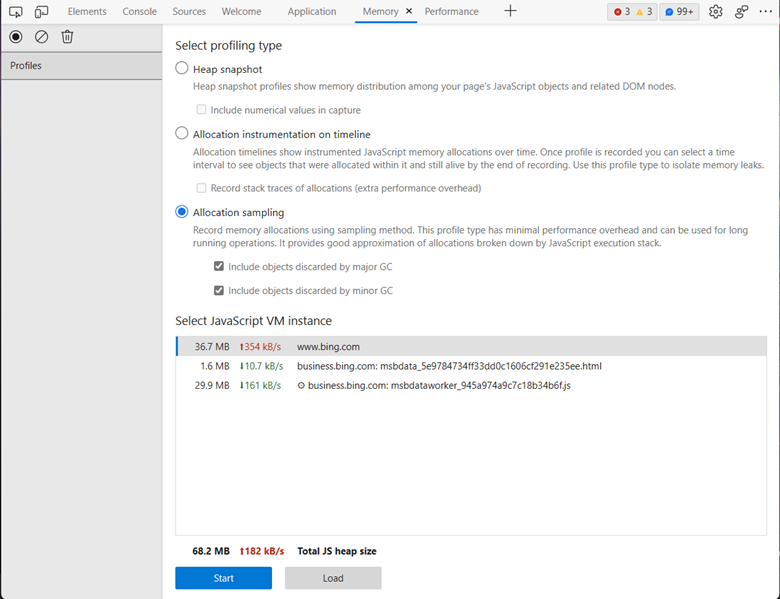 Elements Console Sources Welcome Application Memory × Performance 3 3 99+
Profiles
Select profiling type
Heap snapshot
Heap snapshot profiles show memory distribution among your page's JavaScript objects and related DOM nodes.
Include numerical values in capture
Allocation instrumentation on timeline
Allocation timelines show instrumented JavaScript memory allocations over time. Once profile is recorded you can select a time
interval to see objects that were allocated within it and still alive by the end of recording. Use this profile type to isolate memory leaks.
Record stack traces of allocations (extra performance overhead)
Allocation sampling
Record memory allocations using sampling method. This profile type has minimal performance overhead and can be used for long
running operations. It provides good approximation of allocations broken down by JavaScript execution stack.
Include objects discarded by major GC
Include objects discarded by minor GC
Select JavaScript VM instance
36.7 MB ⬆354 kB/s www.bing.com
1.6 MB ⬇10.7 kB/s business.bing.com: msbdata_5e9784734ff33dd0c1606cf291e235ee.html
29.9 MB ⬇161 kB/s business.bing.com: msbdataworker_945a974a9c7c18b34b6f.js
68.2 MB ⬆182 kB/s Total JS heap size
Start Load